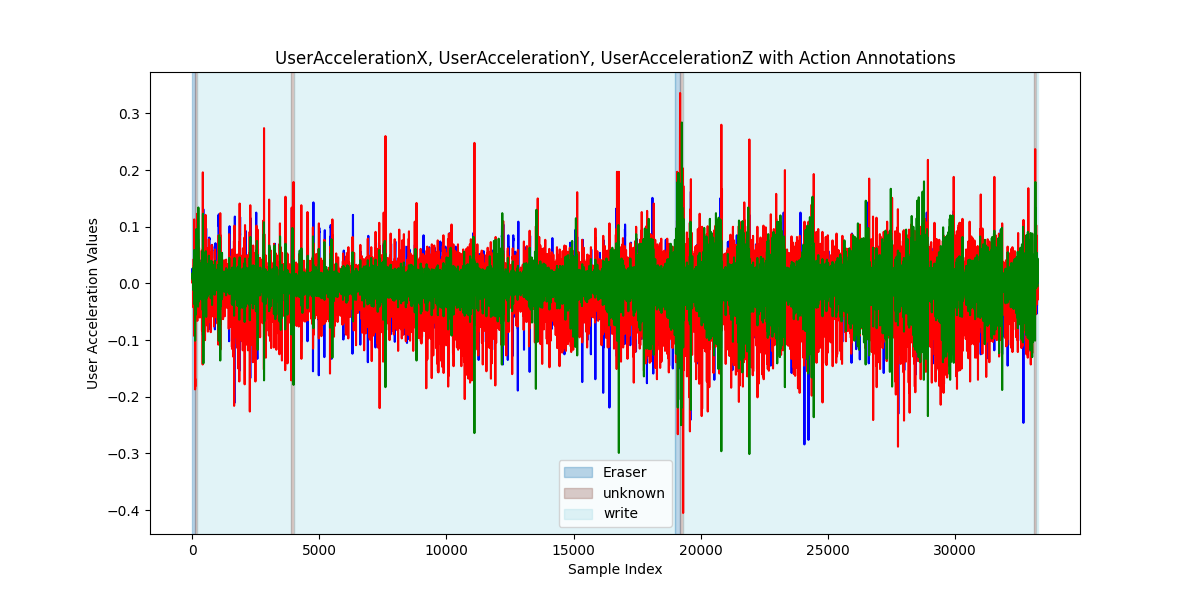 UserAccelerationX, UserAccelerationY, UserAccelerationZ with Action Annotations
User Acceleration Values
0.3
0.2
0.1
0.0
−0.1
−0.2
−0.3
−0.4
Eraser
unknown
write
0 5000 10000 15000 20000 25000 30000
Sample Index